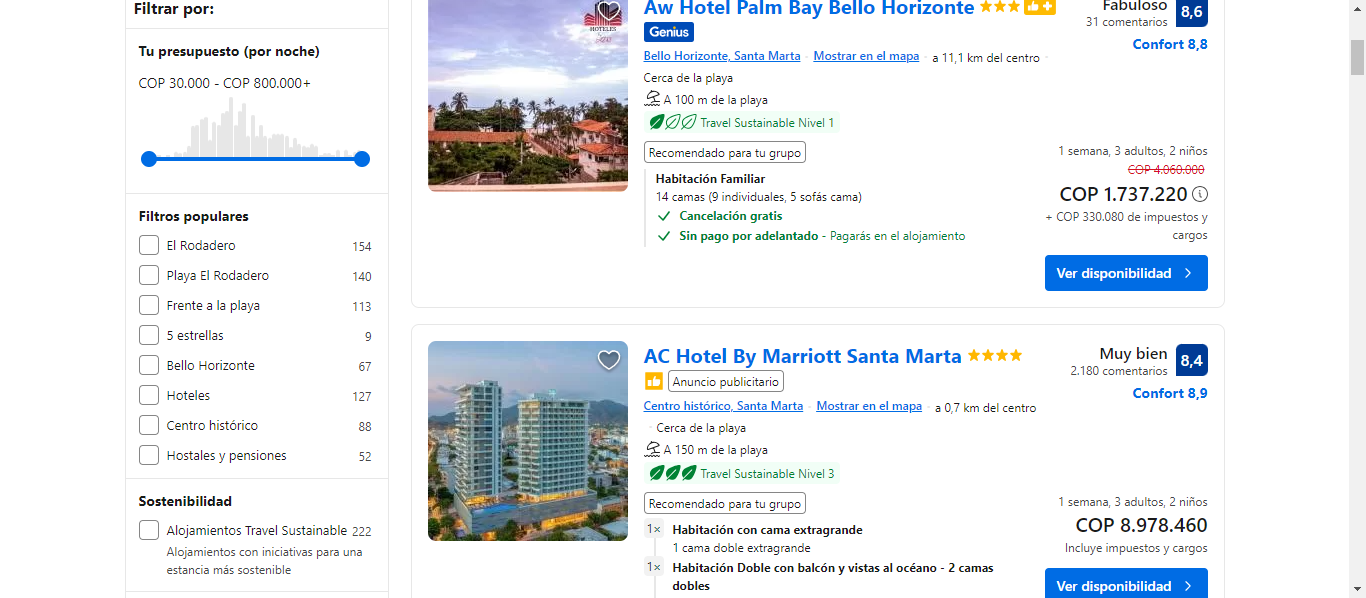 Filtrar por:
Tu presupuesto (por noche)
COP 30.000 - COP 800.000+
Filtros populares
El Rodadero 154
Playa El Rodadero 140
Frente a la playa 113
5 estrellas 9
Bello Horizonte 67
Hoteles 127
Centro histórico 88
Hostales y pensiones 52
Sostenibilidad
Alojamientos Travel Sustainable 222
Alojamientos con iniciativas para una
estancia más sostenible
HOTELES
Aw Hotel Palm Bay Bello Horizonte
Genius
Bello Horizonte, Santa Marta · Mostrar en el mapa · a 11,1 km del centro ·
Cerca de la playa
A 100 m de la playa
Travel Sustainable Nivel 1
Recomendado para tu grupo
Habitación Familiar
14 camas (9 individuales, 5 sofás cama)
Cancelación gratis
Sin pago por adelantado - Pagarás en el alojamiento
Fabuloso 8,6
31 comentarios
Confort 8,8
1 semana, 3 adultos, 2 niños
COP 4.060.000
COP 1.737.220
+ COP 330.080 de impuestos y
cargos
Ver disponibilidad
AC Hotel By Marriott Santa Marta
Anuncio publicitario
Centro histórico, Santa Marta · Mostrar en el mapa · a 0,7 km del centro
· Cerca de la playa
A 150 m de la playa
Travel Sustainable Nivel 3
Recomendado para tu grupo
1× Habitación con cama extragrande
1 cama doble extragrande
1× Habitación Doble con balcón y vistas al océano - 2 camas
dobles
Muy bien 8,4
2.180 comentarios
Confort 8,9
1 semana, 3 adultos, 2 niños
COP 8.978.460
Incluye impuestos y cargos
Ver disponibilidad